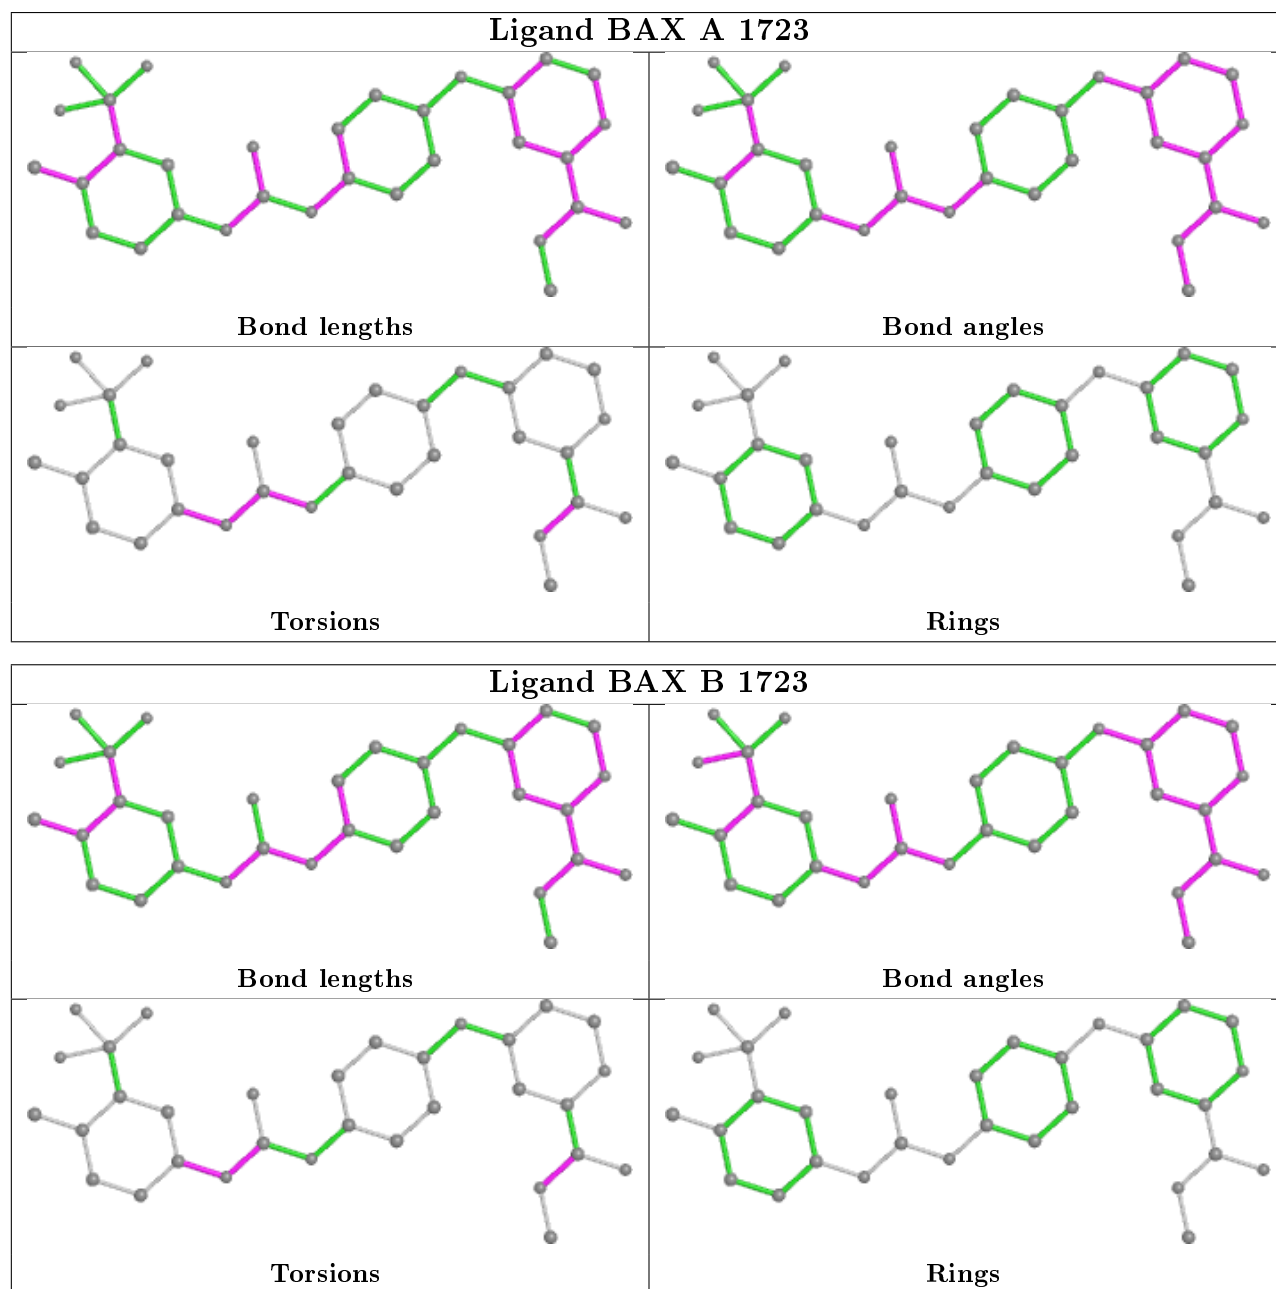 Ligand BAX A 1723
Bond lengths
Bond angles
Torsions
Rings
Ligand BAX B 1723
Bond lengths
Bond angles
Torsions
Rings